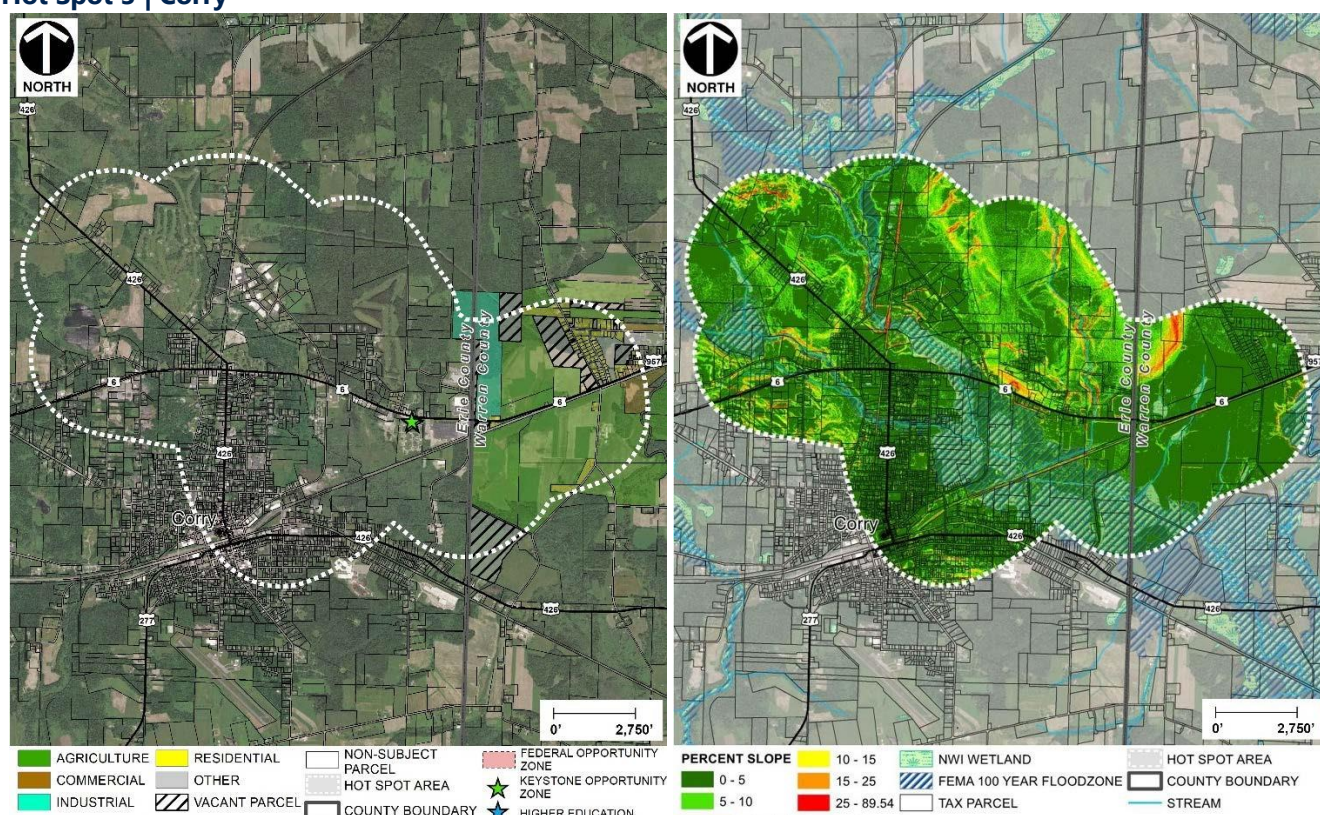 Hot Spot 5 | Corry
NORTH
426
426
6
6
6
957
Erie County
Warren County
426
Corry
426
426
277
0' 2,750'
AGRICULTURE
COMMERCIAL
INDUSTRIAL
RESIDENTIAL
OTHER
VACANT PARCEL
NON-SUBJECT
PARCEL
HOT SPOT AREA
COUNTY BOUNDARY
FEDERAL OPPORTUNITY
ZONE
KEYSTONE OPPORTUNITY
ZONE
HIGHER EDUCATION
NORTH
426
426
6
6
6
957
Erie County
Warren County
426
Corry
426
426
277
0' 2,750'
PERCENT SLOPE
0 - 5
5 - 10
10 - 15
15 - 25
25 - 89.54
NWI WETLAND
FEMA 100 YEAR FLOODZONE
TAX PARCEL
HOT SPOT AREA
COUNTY BOUNDARY
STREAM